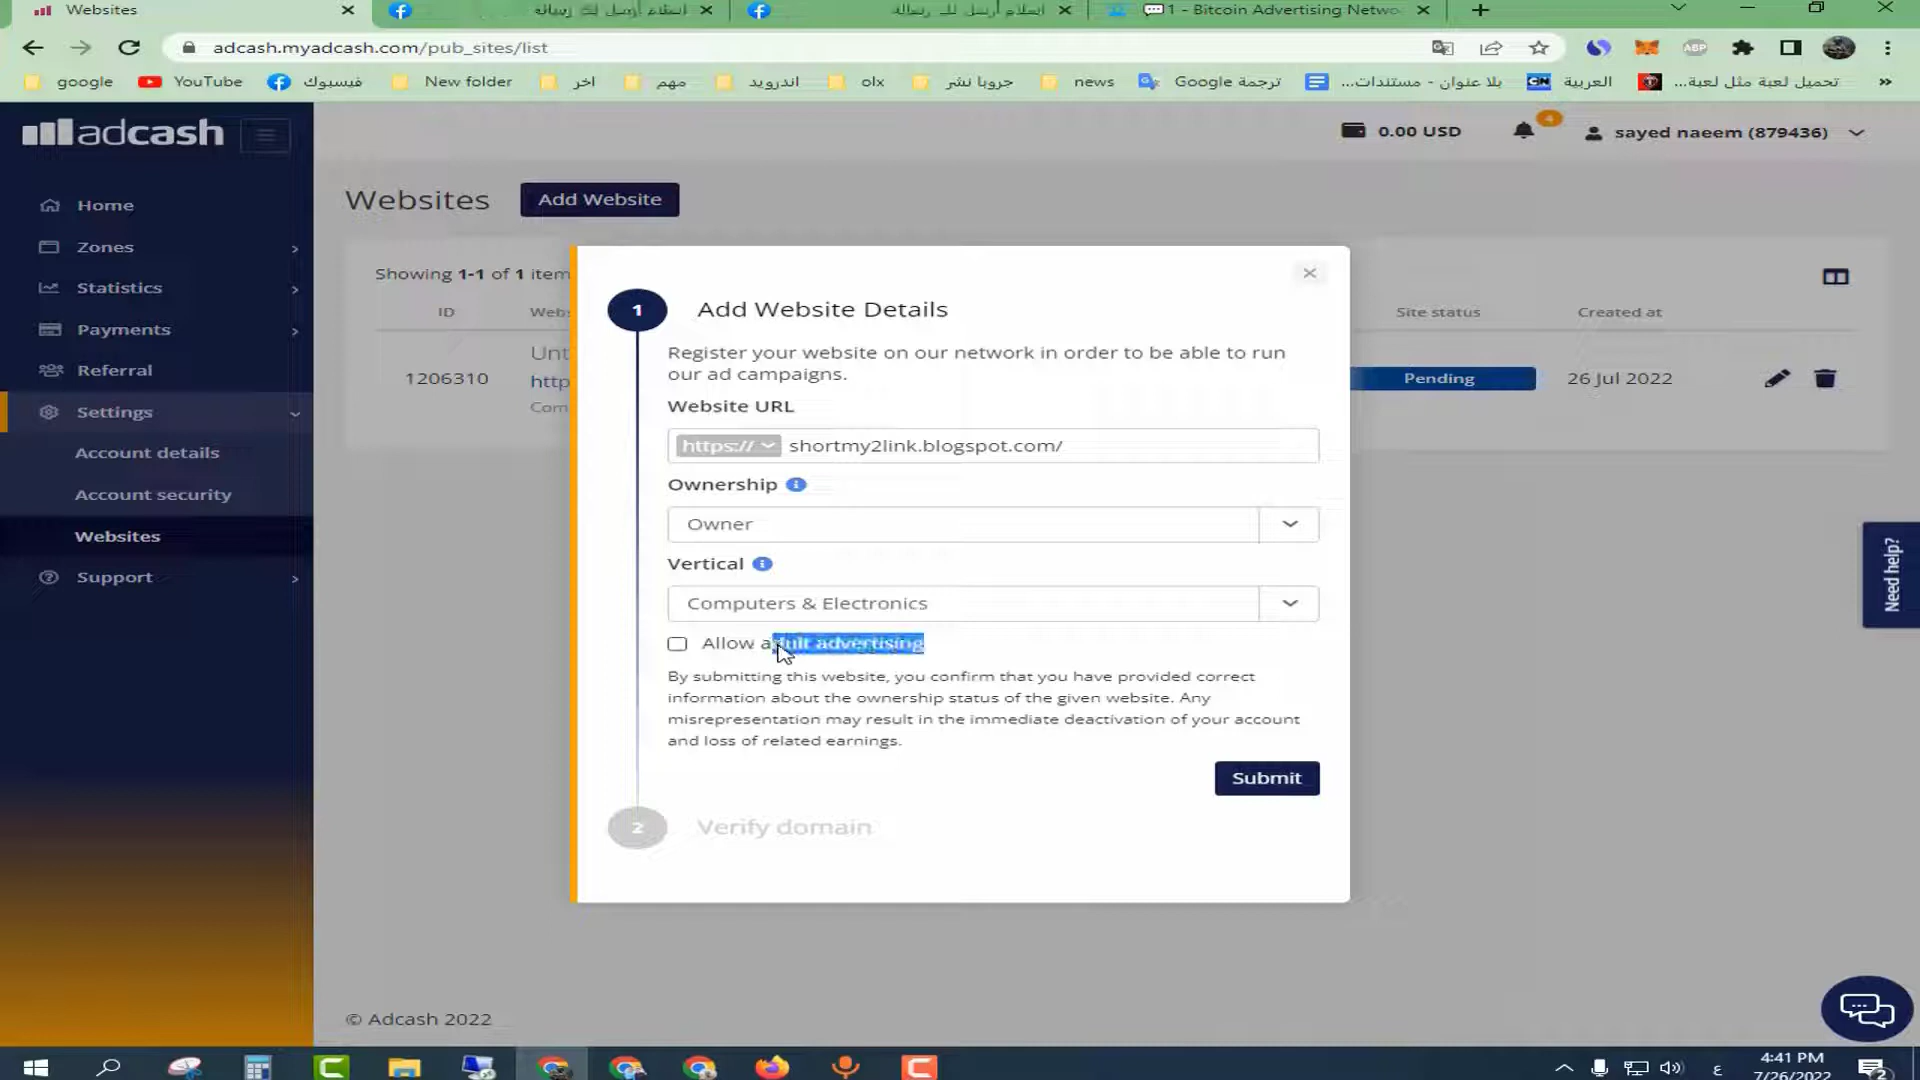 Websites
انظام أرسل لك رسالة
1 - Bitcoin Advertising Netwo
adcash.myadcash.com/pub_sites/list
ABP
google
YouTube
فيسبوك
New folder
اخر
مهم
اندرويد
olx
جروبا نشر
news
ترجمة Google
بلا عنوان - مستندات...
العربية
تحميل لعبة مثل لعبة...
»
adcash
0.00 USD
4
sayed naeem (879436)
Home
Zones
Statistics
Payments
Referral
Settings
Account details
Account security
Websites
Support
Websites
Add Website
Showing 1-1 of 1 item
ID
Webs
Site status
Created at
1206310
Unt
http
Com
Pending
26 Jul 2022
1
Add Website Details
Register your website on our network in order to be able to run
our ad campaigns.
Website URL
https://
shortmy2link.blogspot.com/
Ownership
Owner
Vertical
Computers & Electronics
Allow adult advertising
By submitting this website, you confirm that you have provided correct
information about the ownership status of the given website. Any
misrepresentation may result in the immediate deactivation of your account
and loss of related earnings.
Submit
2
Verify domain
Need help?
© Adcash 2022
ع
4:41 PM
7/26/2022
2